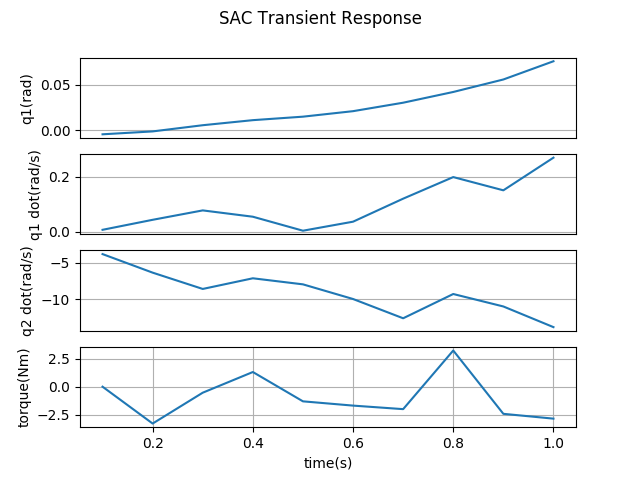 SAC Transient Response
q1(rad)
0.05
0.00
q1 dot(rad/s)
0.2
0.0
q2 dot(rad/s)
−5
−10
torque(Nm)
2.5
0.0
−2.5
0.2 0.4 0.6 0.8 1.0
time(s)